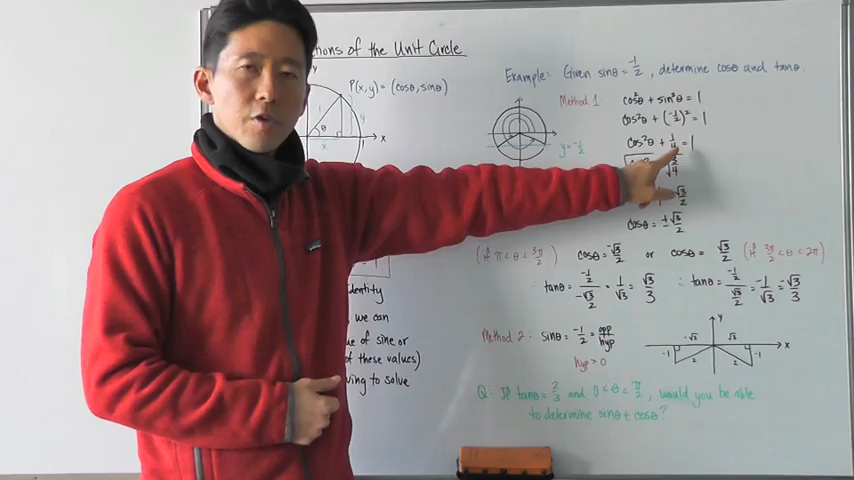 ctions of the Unit Circle
P(x,y) = (cosθ, sinθ)
y
1
y
θ
x
x
Example: Given sinθ = -1/2, determine cosθ and tanθ.
Method 1
cos²θ + sin²θ = 1
cos²θ + (-1/2)² = 1
y = -1/2
cos²θ + 1/4 = 1
√3/2
cosθ = ±√3/2
(if π < θ < 3π/2) cosθ = -√3/2 or cosθ = √3/2 (if 3π/2 < θ < 2π)
∴ tanθ = (-1/2)/(-√3/2) = 1/√3 = √3/3 ∴ tanθ = (-1/2)/(√3/2) = -1/√3 = -√3/3
identity
we can
ue of sine or
of these values)
ving to solve
Method 2: sinθ = -1/2 = opp/hyp
hyp > 0
y
-√3 √3 x
-1 2 2 -1
Q: If tanθ = 2/3 and 0 < θ < π/2, would you be able
to determine sinθ + cosθ?